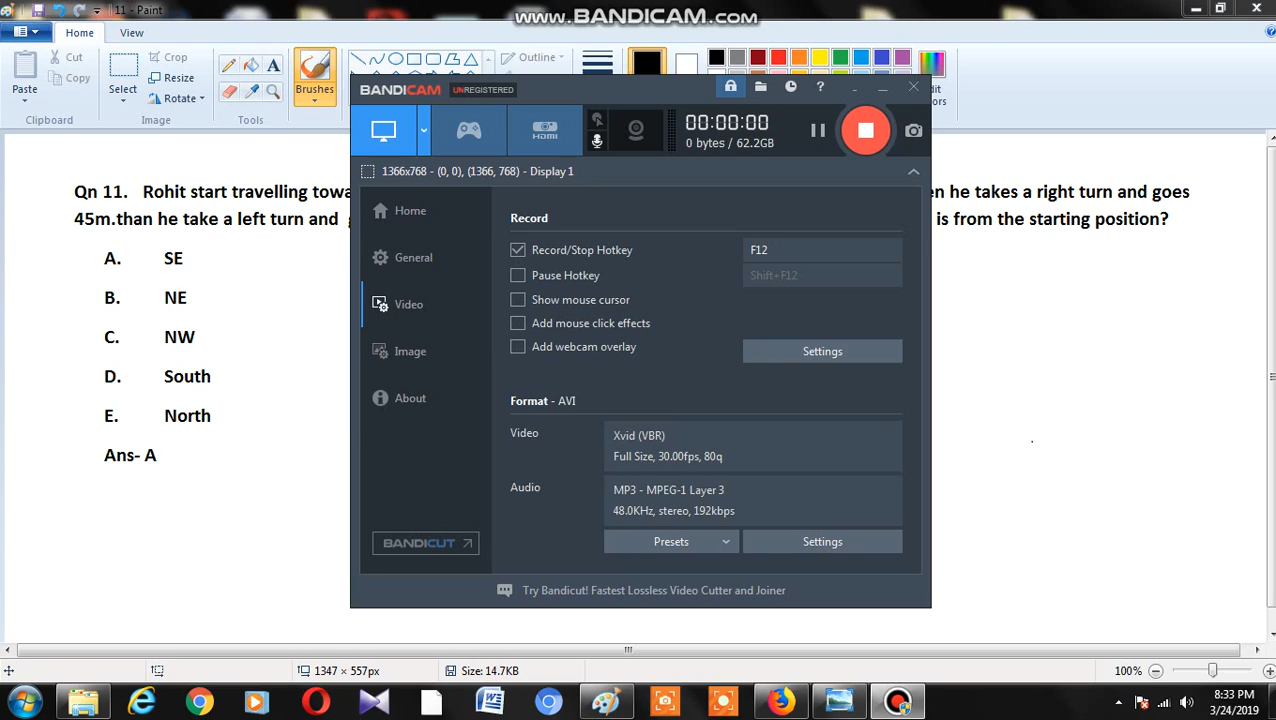 11 - Paint
www.BANDICAM.com
Home
View
Paste
Cut
Copy
Clipboard
Select
Crop
Resize
Rotate
Image
Tools
Brushes
Outline
Qn 11. Rohit start travelling
n he takes a right turn and goes
45m.than he take a left turn and
is from the starting position?
A. SE
B. NE
C. NW
D. South
E. North
Ans- A
BANDICAM UNREGISTERED
HDMI
00:00:00
0 bytes / 62.2GB
1366x768 - (0, 0), (1366, 768) - Display 1
Home
General
Video
Image
About
BANDICUT
Record
Record/Stop Hotkey
F12
Pause Hotkey
Shift+F12
Show mouse cursor
Add mouse click effects
Add webcam overlay
Settings
Format - AVI
Video
Xvid (VBR)
Full Size, 30.00fps, 80q
Audio
MP3 - MPEG-1 Layer 3
48.0KHz, stereo, 192kbps
Presets
Settings
Try Bandicut! Fastest Lossless Video Cutter and Joiner
1347 × 557px
Size: 14.7KB
100%
8:33 PM
3/24/2019